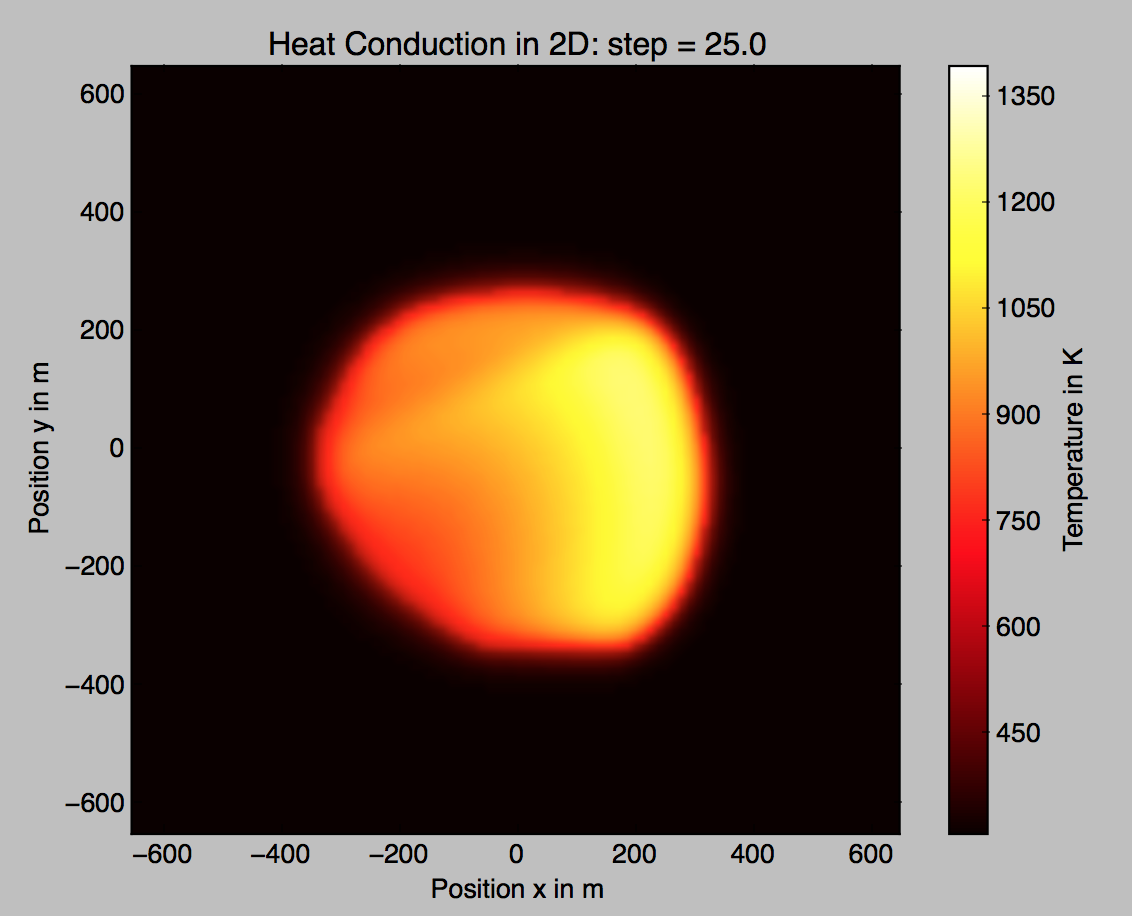 Heat Conduction in 2D: step = 25.0
600
400
200
0
−200
−400
−600
Position y in m
−600 −400 −200 0 200 400 600
Position x in m
1350
1200
1050
900
750
600
450
Temperature in K